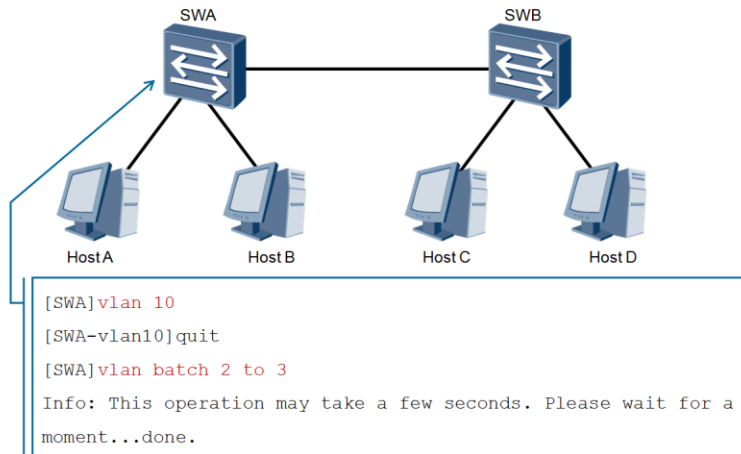 SWA
SWB
Host A
Host B
Host C
Host D
[SWA]vlan 10
[SWA-vlan10]quit
[SWA]vlan batch 2 to 3
Info: This operation may take a few seconds. Please wait for a
moment...done.